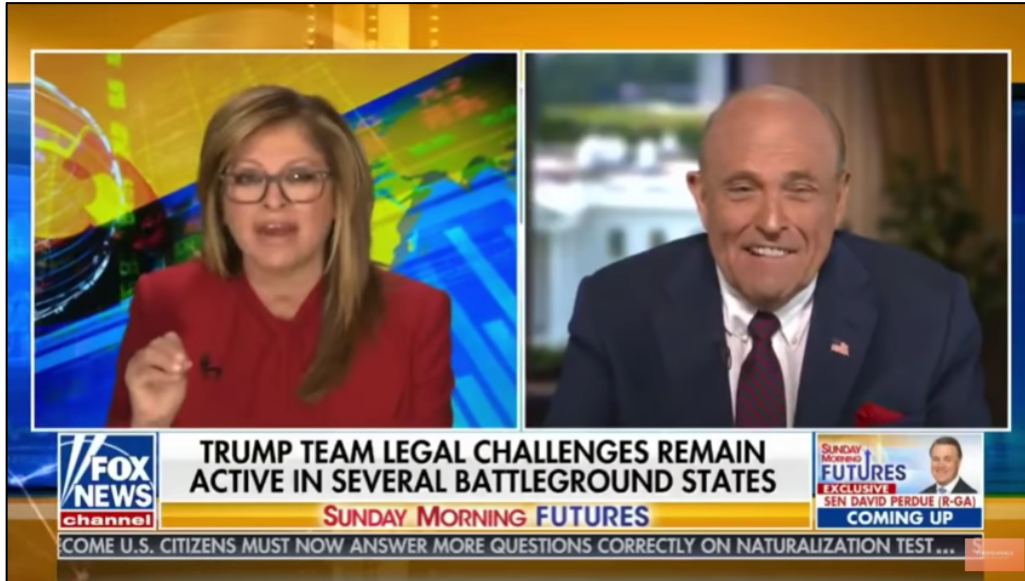 TRUMP TEAM LEGAL CHALLENGES REMAIN
ACTIVE IN SEVERAL BATTLEGROUND STATES
FOX
NEWS
channel
SUNDAY MORNING FUTURES
SUNDAY
MORNING
FUTURES
EXCLUSIVE
SEN DAVID PERDUE (R-GA)
COMING UP
COME U.S. CITIZENS MUST NOW ANSWER MORE QUESTIONS CORRECTLY ON NATURALIZATION TEST... S